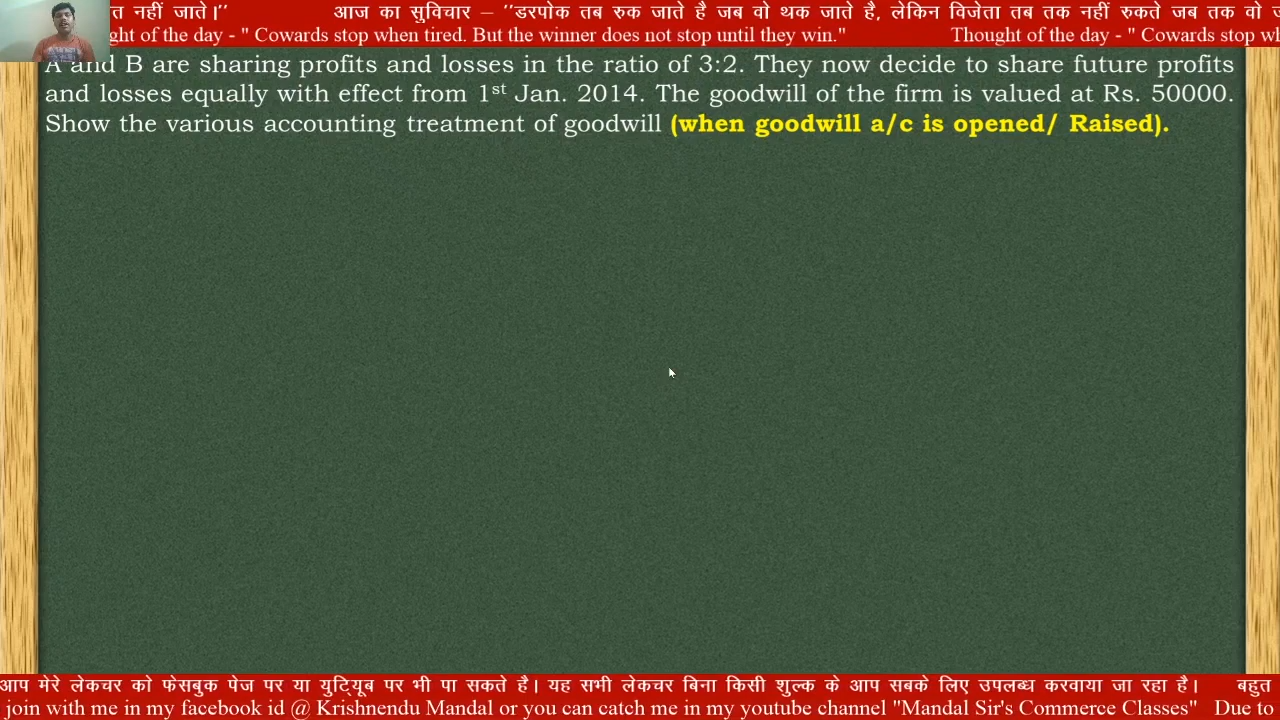 त नहीं जाते।’’ आज का सुविचार – ’’डरपोक तब रुक जाते है जब वो थक जाते है, लेकिन विजेता तब तक नहीं रुकते जब तक वो
ght of the day - " Cowards stop when tired. But the winner does not stop until they win." Thought of the day - " Cowards stop wh
A and B are sharing profits and losses in the ratio of 3:2. They now decide to share future profits
and losses equally with effect from 1st Jan. 2014. The goodwill of the firm is valued at Rs. 50000.
Show the various accounting treatment of goodwill (when goodwill a/c is opened/ Raised).
आप मेरे लेकचर को फेसबुक पेज पर या युट्यिूब पर भी पा सकते है। यह सभी लेकचर बिना किसी शुल्क के आप सबके लिए उपलब्ध करवाया जा रहा है। बहुत
join with me in my facebook id @ Krishnendu Mandal or you can catch me in my youtube channel "Mandal Sir's Commerce Classes" Due to